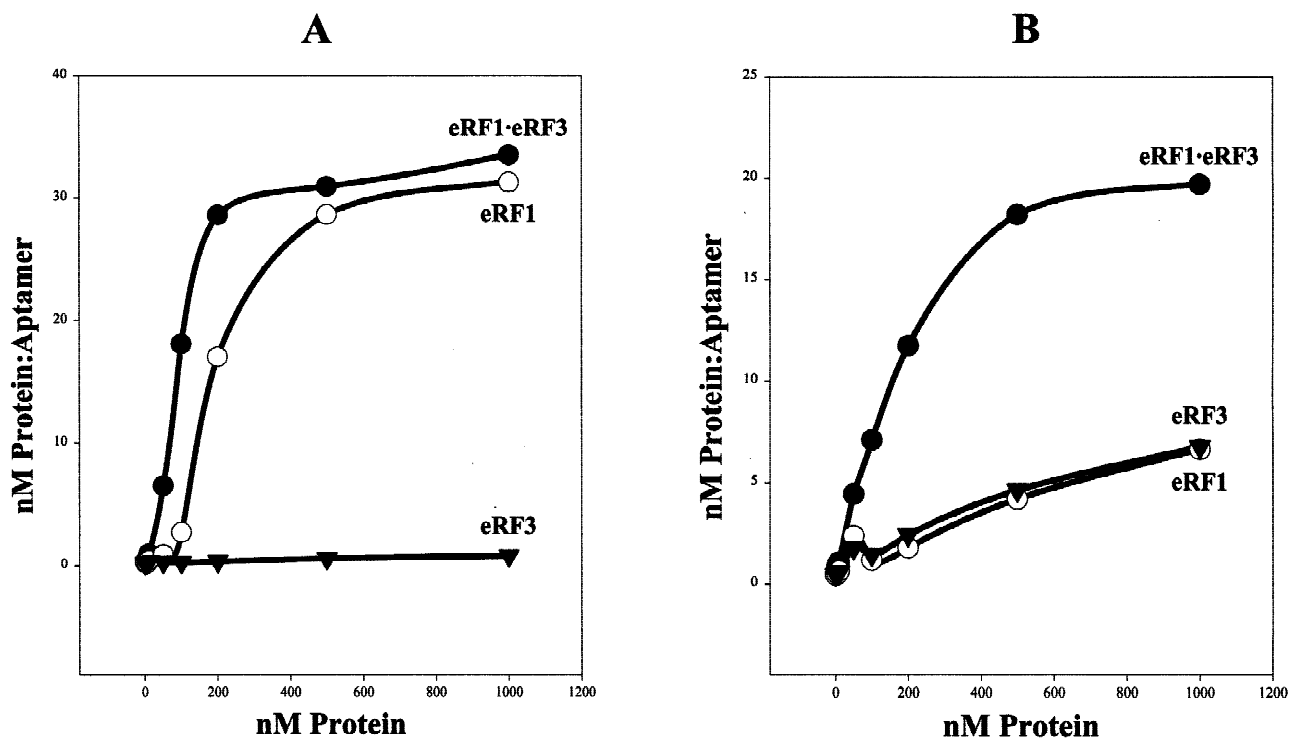 A
nM Protein:Aptamer
40
30
20
10
0
eRF1·eRF3
eRF1
eRF3
0 200 400 600 800 1000 1200
nM Protein
B
nM Protein:Aptamer
25
20
15
10
5
0
eRF1·eRF3
eRF3
eRF1
0 200 400 600 800 1000 1200
nM Protein